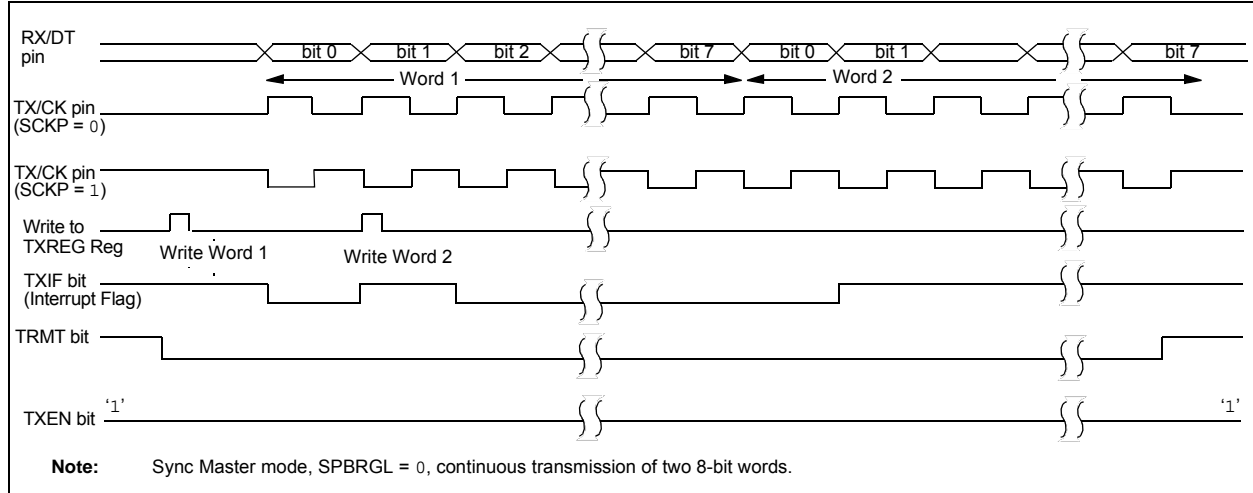 RX/DT
pin
bit 0 bit 1 bit 2 bit 7 bit 0 bit 1 bit 7
Word 1 Word 2
TX/CK pin
(SCKP = 0)
TX/CK pin
(SCKP = 1)
Write to
TXREG Reg
Write Word 1 Write Word 2
TXIF bit
(Interrupt Flag)
TRMT bit
‘1’ ‘1’
TXEN bit
Note: Sync Master mode, SPBRGL = 0, continuous transmission of two 8-bit words.